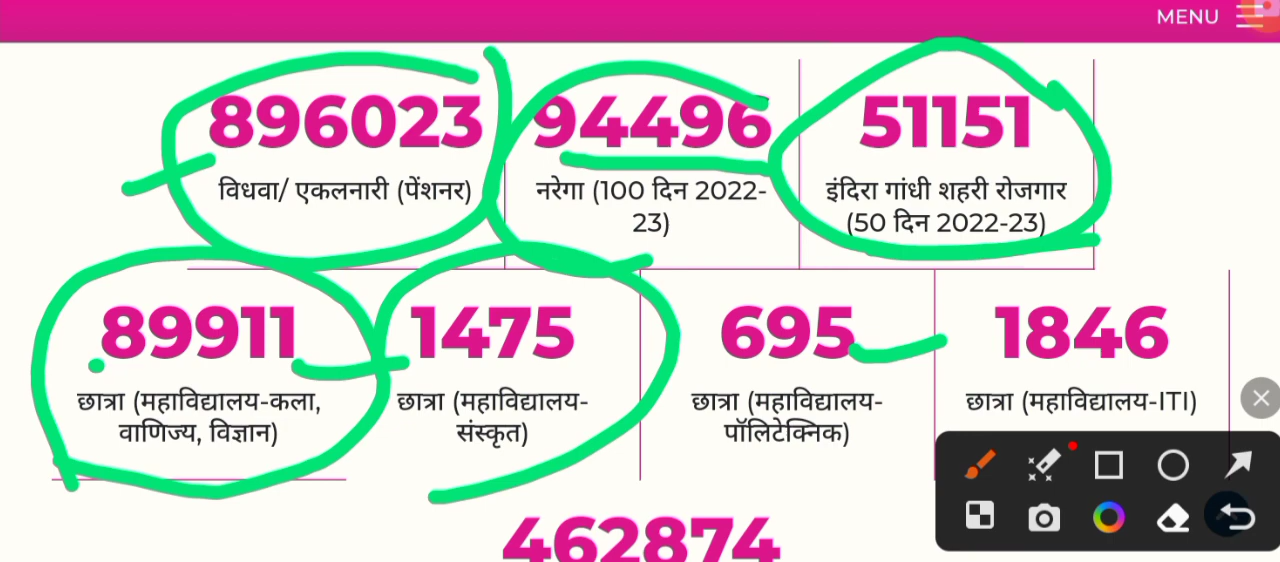 MENU
896023
विधवा/ एकलनारी (पेंशनर)
94496
नरेगा (100 दिन 2022-
23)
51151
इंदिरा गांधी शहरी रोजगार
(50 दिन 2022-23)
89911
छात्रा (महाविद्यालय-कला,
वाणिज्य, विज्ञान)
1475
छात्रा (महाविद्यालय-
संस्कृत)
695
छात्रा (महाविद्यालय-
पॉलिटेक्निक)
1846
छात्रा (महाविद्यालय-ITI)
462874